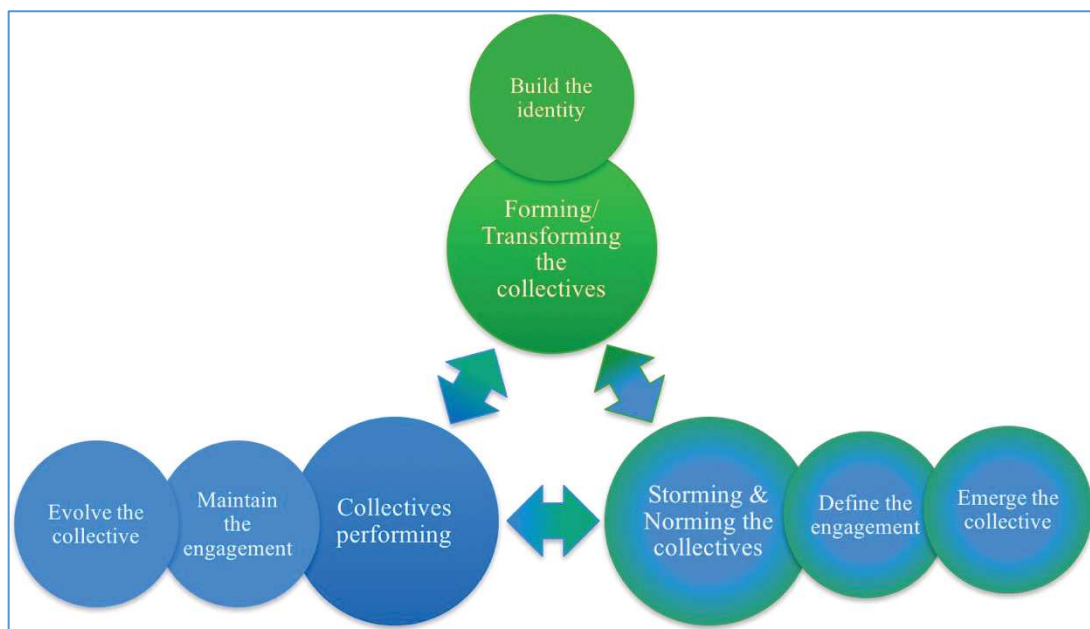 Build the
identity
Forming/
Transforming
the
collectives
Evolve the
collective
Maintain
the
engagement
Collectives
performing
Storming &
Norming the
collectives
Define the
engagement
Emerge the
collective